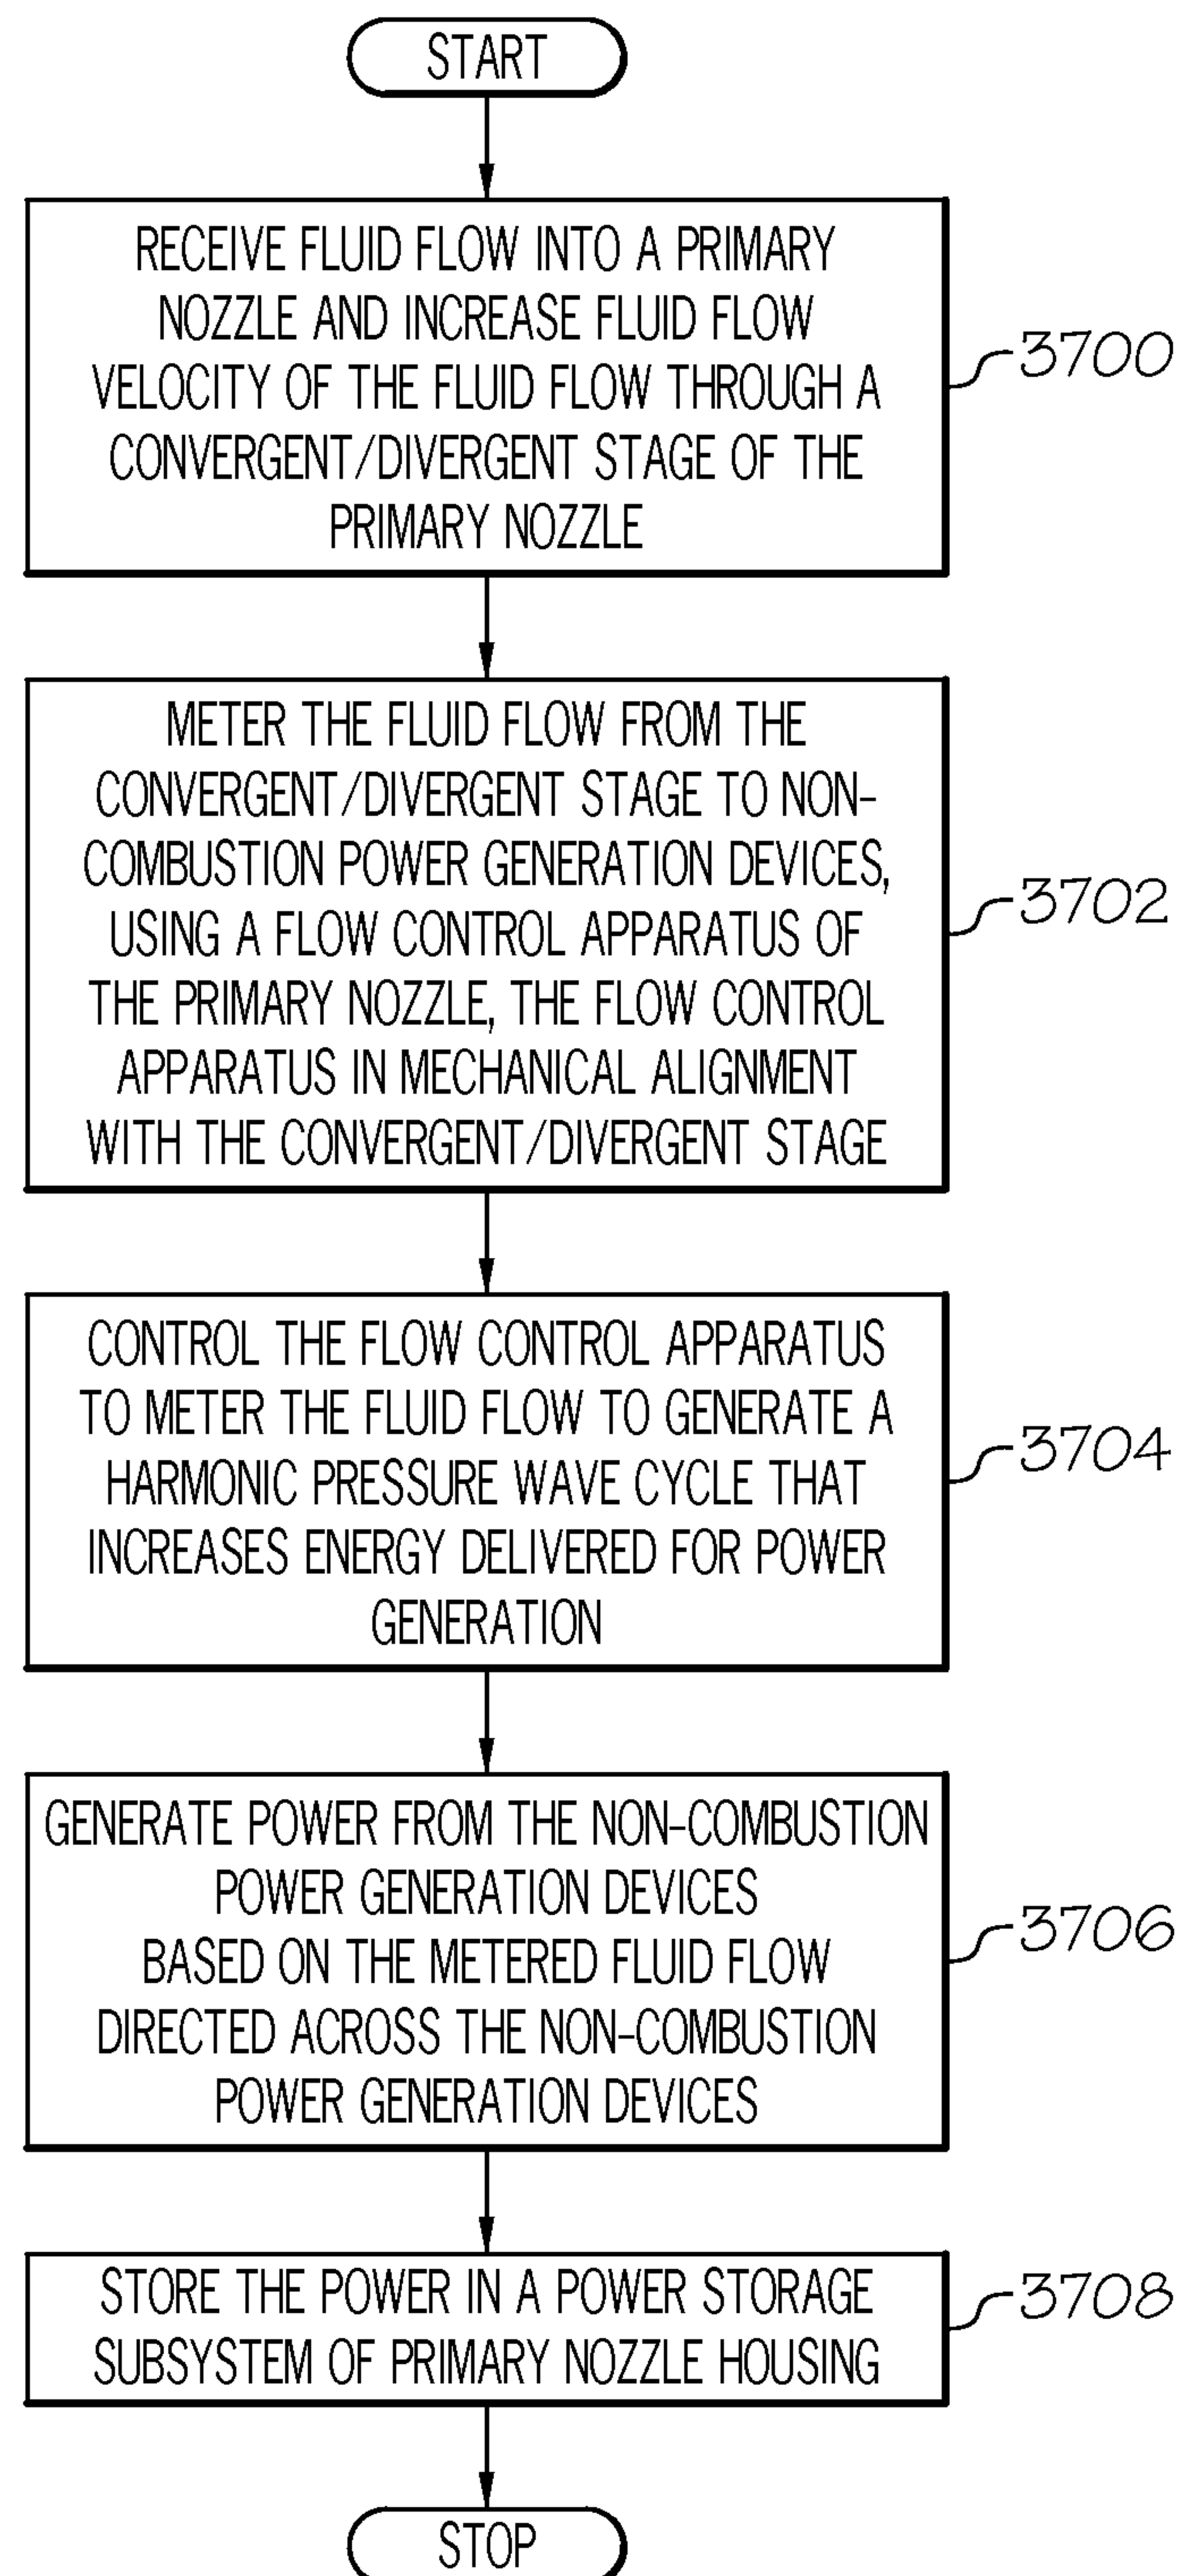 START
RECEIVE FLUID FLOW INTO A PRIMARY
NOZZLE AND INCREASE FLUID FLOW
VELOCITY OF THE FLUID FLOW THROUGH A
CONVERGENT/DIVERGENT STAGE OF THE
PRIMARY NOZZLE
3700
METER THE FLUID FLOW FROM THE
CONVERGENT/DIVERGENT STAGE TO NON-
COMBUSTION POWER GENERATION DEVICES,
USING A FLOW CONTROL APPARATUS OF
THE PRIMARY NOZZLE, THE FLOW CONTROL
APPARATUS IN MECHANICAL ALIGNMENT
WITH THE CONVERGENT/DIVERGENT STAGE
3702
CONTROL THE FLOW CONTROL APPARATUS
TO METER THE FLUID FLOW TO GENERATE A
HARMONIC PRESSURE WAVE CYCLE THAT
INCREASES ENERGY DELIVERED FOR POWER
GENERATION
3704
GENERATE POWER FROM THE NON-COMBUSTION
POWER GENERATION DEVICES
BASED ON THE METERED FLUID FLOW
DIRECTED ACROSS THE NON-COMBUSTION
POWER GENERATION DEVICES
3706
STORE THE POWER IN A POWER STORAGE
SUBSYSTEM OF PRIMARY NOZZLE HOUSING
3708
STOP